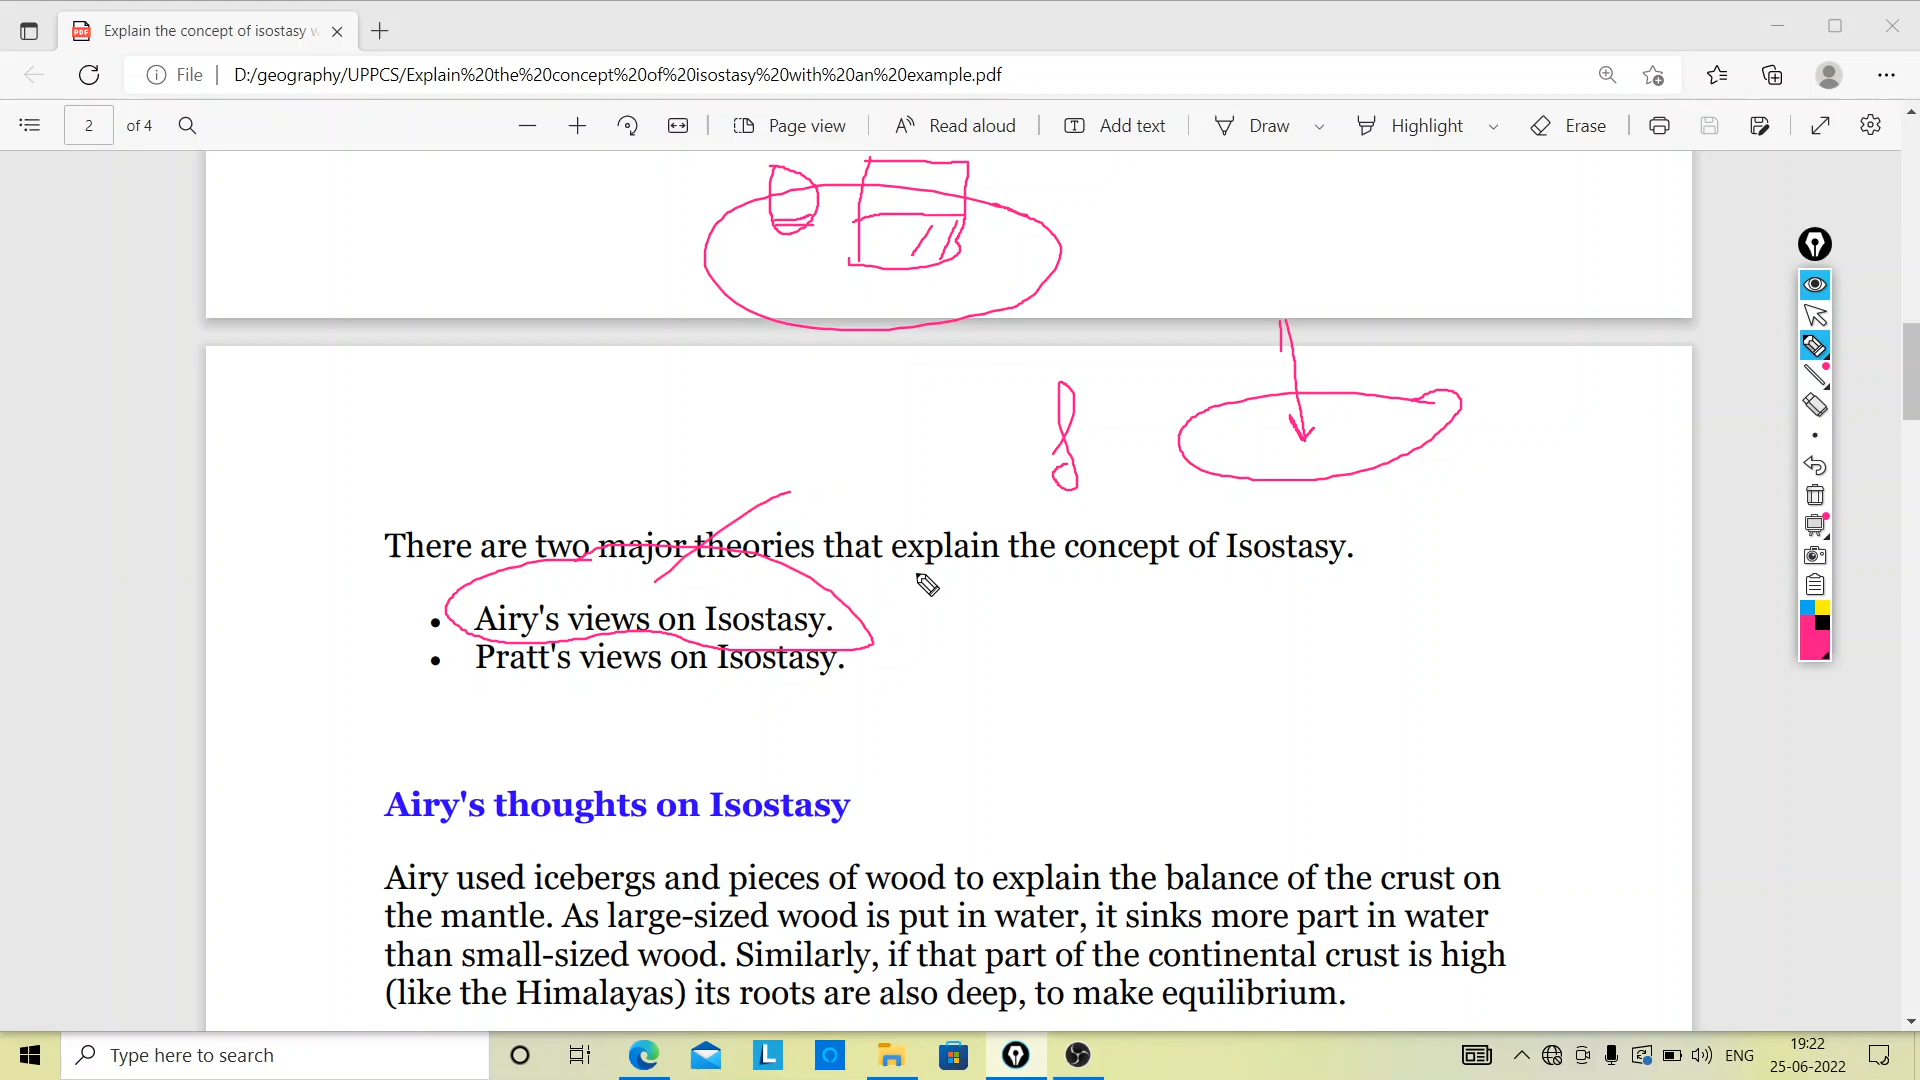 Explain the concept of isostasy w
File
D:/geography/UPPCS/Explain%20the%20concept%20of%20isostasy%20with%20an%20example.pdf
2 of 4
Page view
Read aloud
Add text
Draw
Highlight
Erase
There are two major theories that explain the concept of Isostasy.
• Airy's views on Isostasy.
• Pratt's views on Isostasy.
Airy's thoughts on Isostasy
Airy used icebergs and pieces of wood to explain the balance of the crust on
the mantle. As large-sized wood is put in water, it sinks more part in water
than small-sized wood. Similarly, if that part of the continental crust is high
(like the Himalayas) its roots are also deep, to make equilibrium.
Type here to search
L
ENG
19:22
25-06-2022